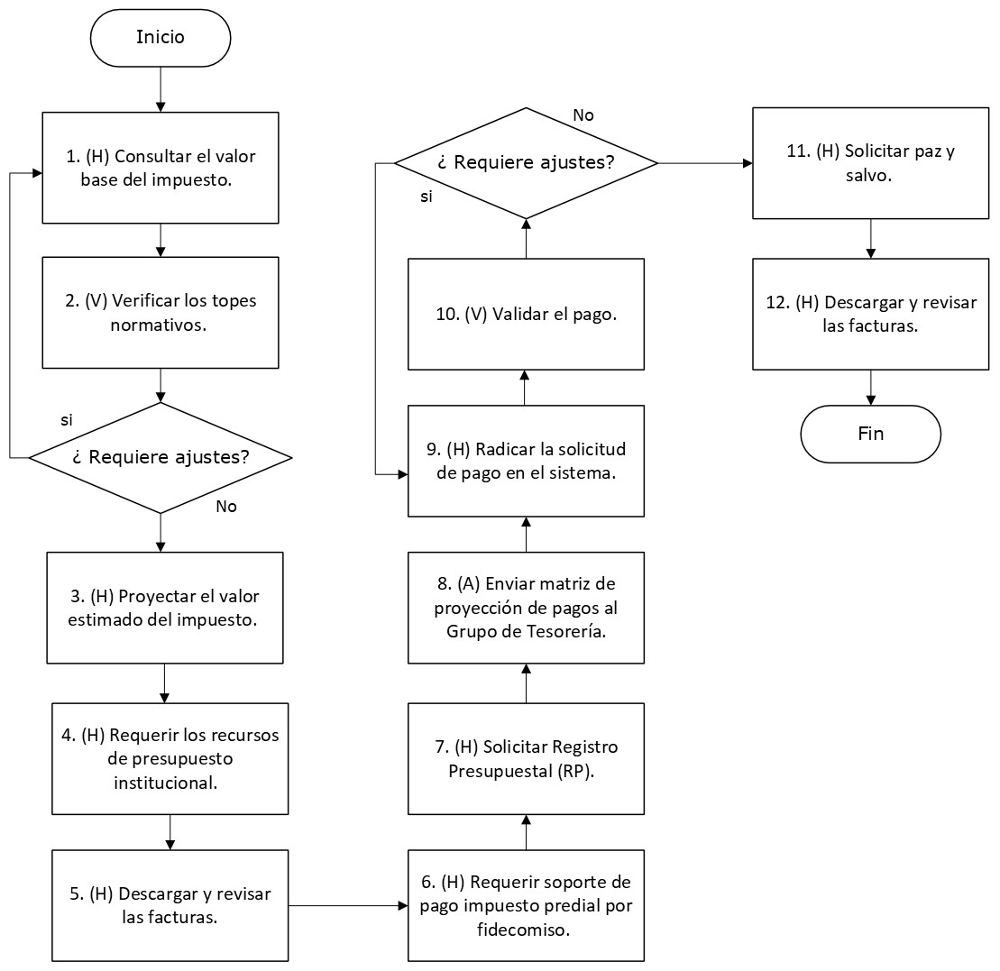 Inicio
1. (H) Consultar el valor
base del impuesto.
2. (V) Verificar los topes
normativos.
si
¿ Requiere ajustes?
No
3. (H) Proyectar el valor
estimado del impuesto.
4. (H) Requerir los recursos
de presupuesto
institucional.
5. (H) Descargar y revisar
las facturas.
6. (H) Requerir soporte de
pago impuesto predial por
fidecomiso.
7. (H) Solicitar Registro
Presupuestal (RP).
8. (A) Enviar matriz de
proyección de pagos al
Grupo de Tesorería.
9. (H) Radicar la solicitud
de pago en el sistema.
10. (V) Validar el pago.
No
¿ Requiere ajustes?
si
11. (H) Solicitar paz y
salvo.
12. (H) Descargar y revisar
las facturas.
Fin